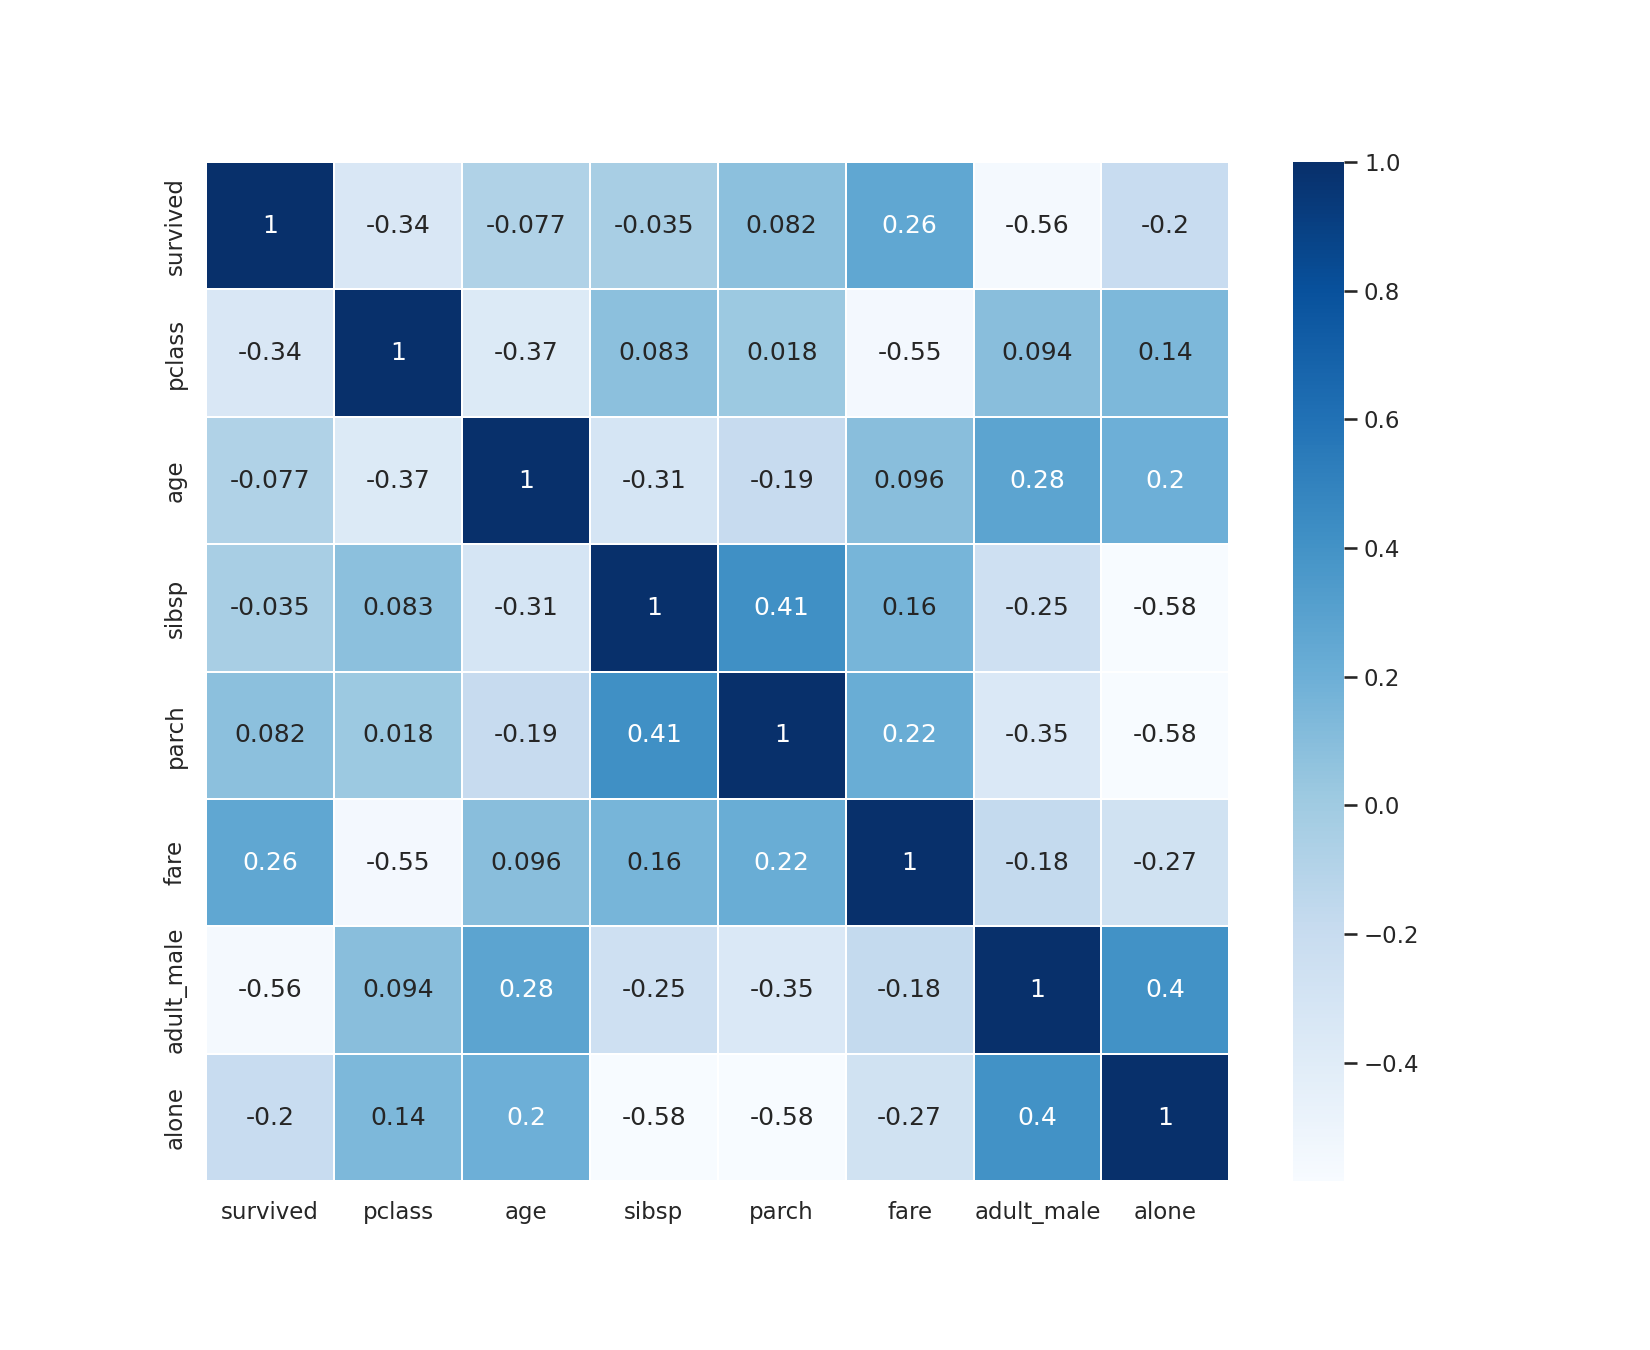 survived 1 -0.34 -0.077 -0.035 0.082 0.26 -0.56 -0.2
pclass -0.34 1 -0.37 0.083 0.018 -0.55 0.094 0.14
age -0.077 -0.37 1 -0.31 -0.19 0.096 0.28 0.2
sibsp -0.035 0.083 -0.31 1 0.41 0.16 -0.25 -0.58
parch 0.082 0.018 -0.19 0.41 1 0.22 -0.35 -0.58
fare 0.26 -0.55 0.096 0.16 0.22 1 -0.18 -0.27
adult_male -0.56 0.094 0.28 -0.25 -0.35 -0.18 1 0.4
alone -0.2 0.14 0.2 -0.58 -0.58 -0.27 0.4 1
survived pclass age sibsp parch fare adult_male alone
1.0
0.8
0.6
0.4
0.2
0.0
−0.2
−0.4